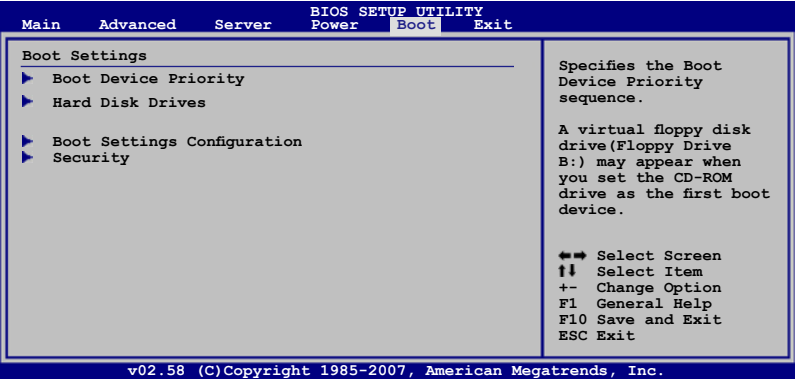 BIOS SETUP UTILITY
Main Advanced Server Power Boot Exit
Boot Settings
Boot Device Priority
Hard Disk Drives
Boot Settings Configuration
Security
Specifies the Boot
Device Priority
sequence.
A virtual floppy disk
drive(Floppy Drive
B:) may appear when
you set the CD-ROM
drive as the first boot
device.
←→ Select Screen
↑↓ Select Item
+- Change Option
F1 General Help
F10 Save and Exit
ESC Exit
v02.58 (C)Copyright 1985-2007, American Megatrends, Inc.